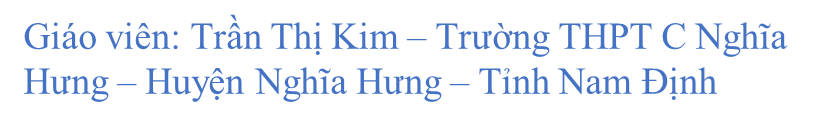 Giáo viên: Trần Thị Kim – Trường THPT C Nghĩa
Hưng – Huyện Nghĩa Hưng – Tỉnh Nam Định